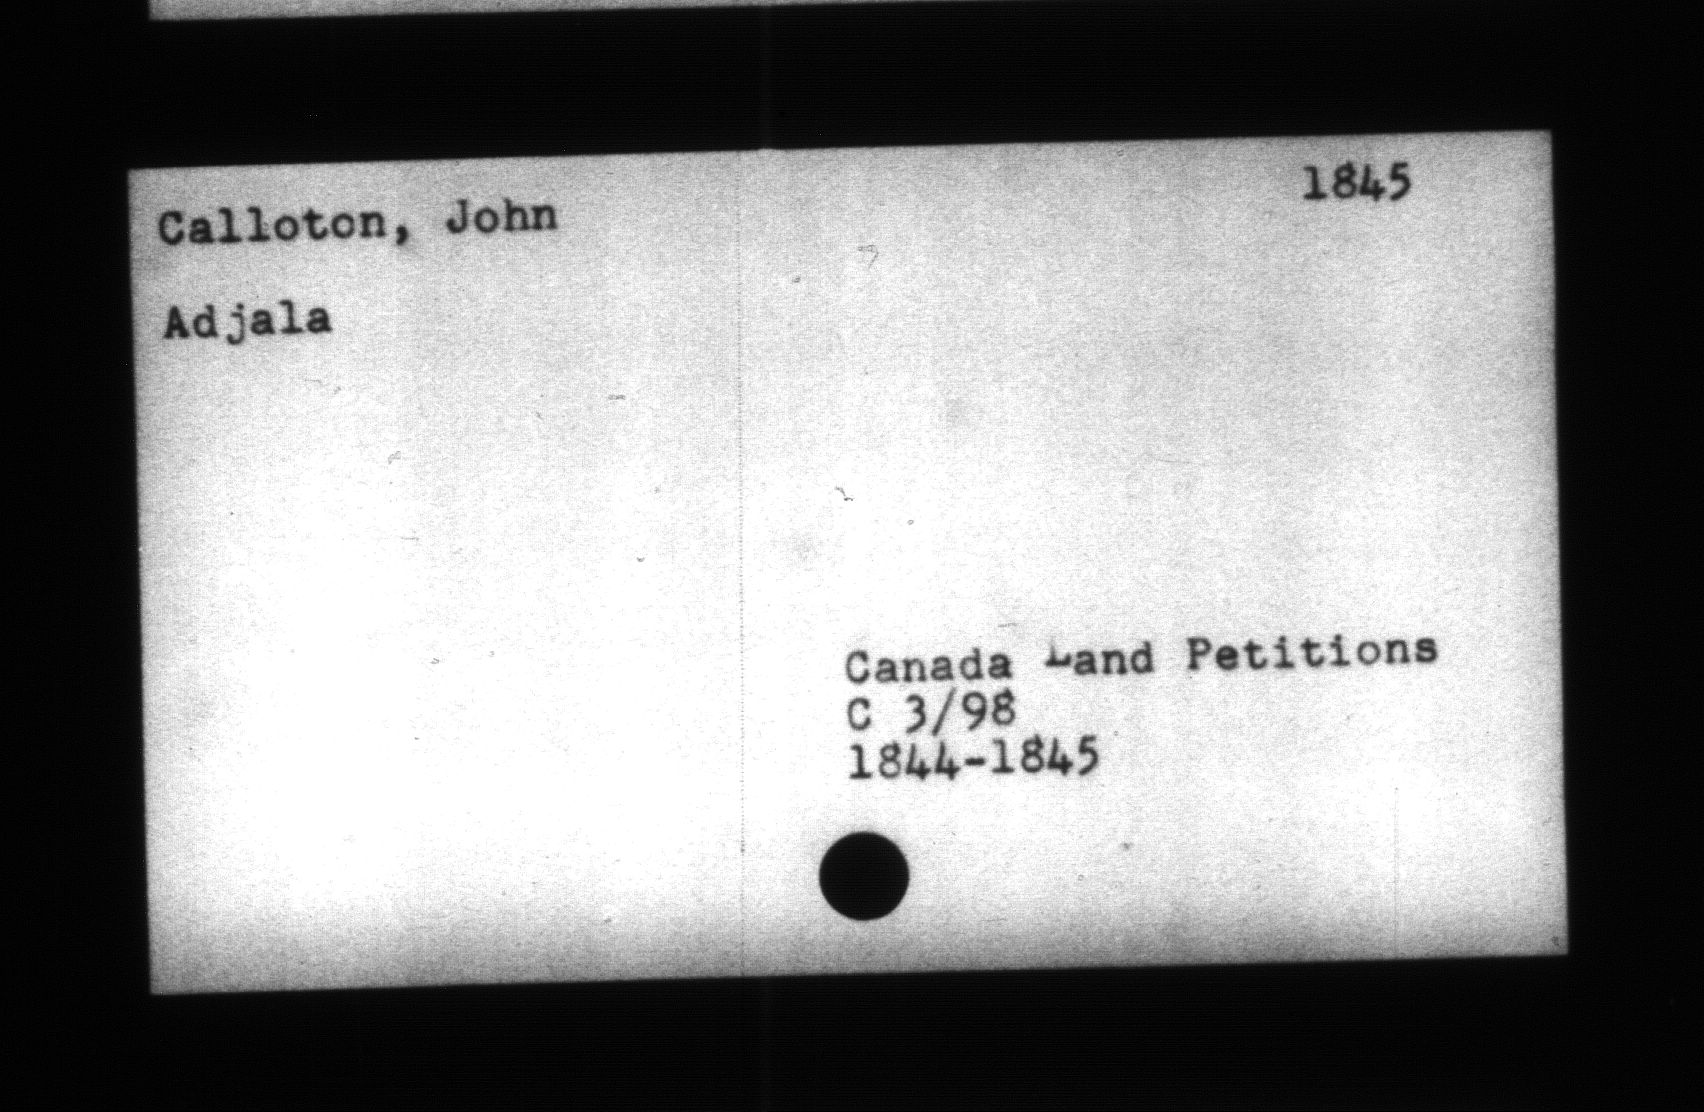 Calloton, John 1845
Adjala
Canada Land Petitions
C 3/98
1844-1845